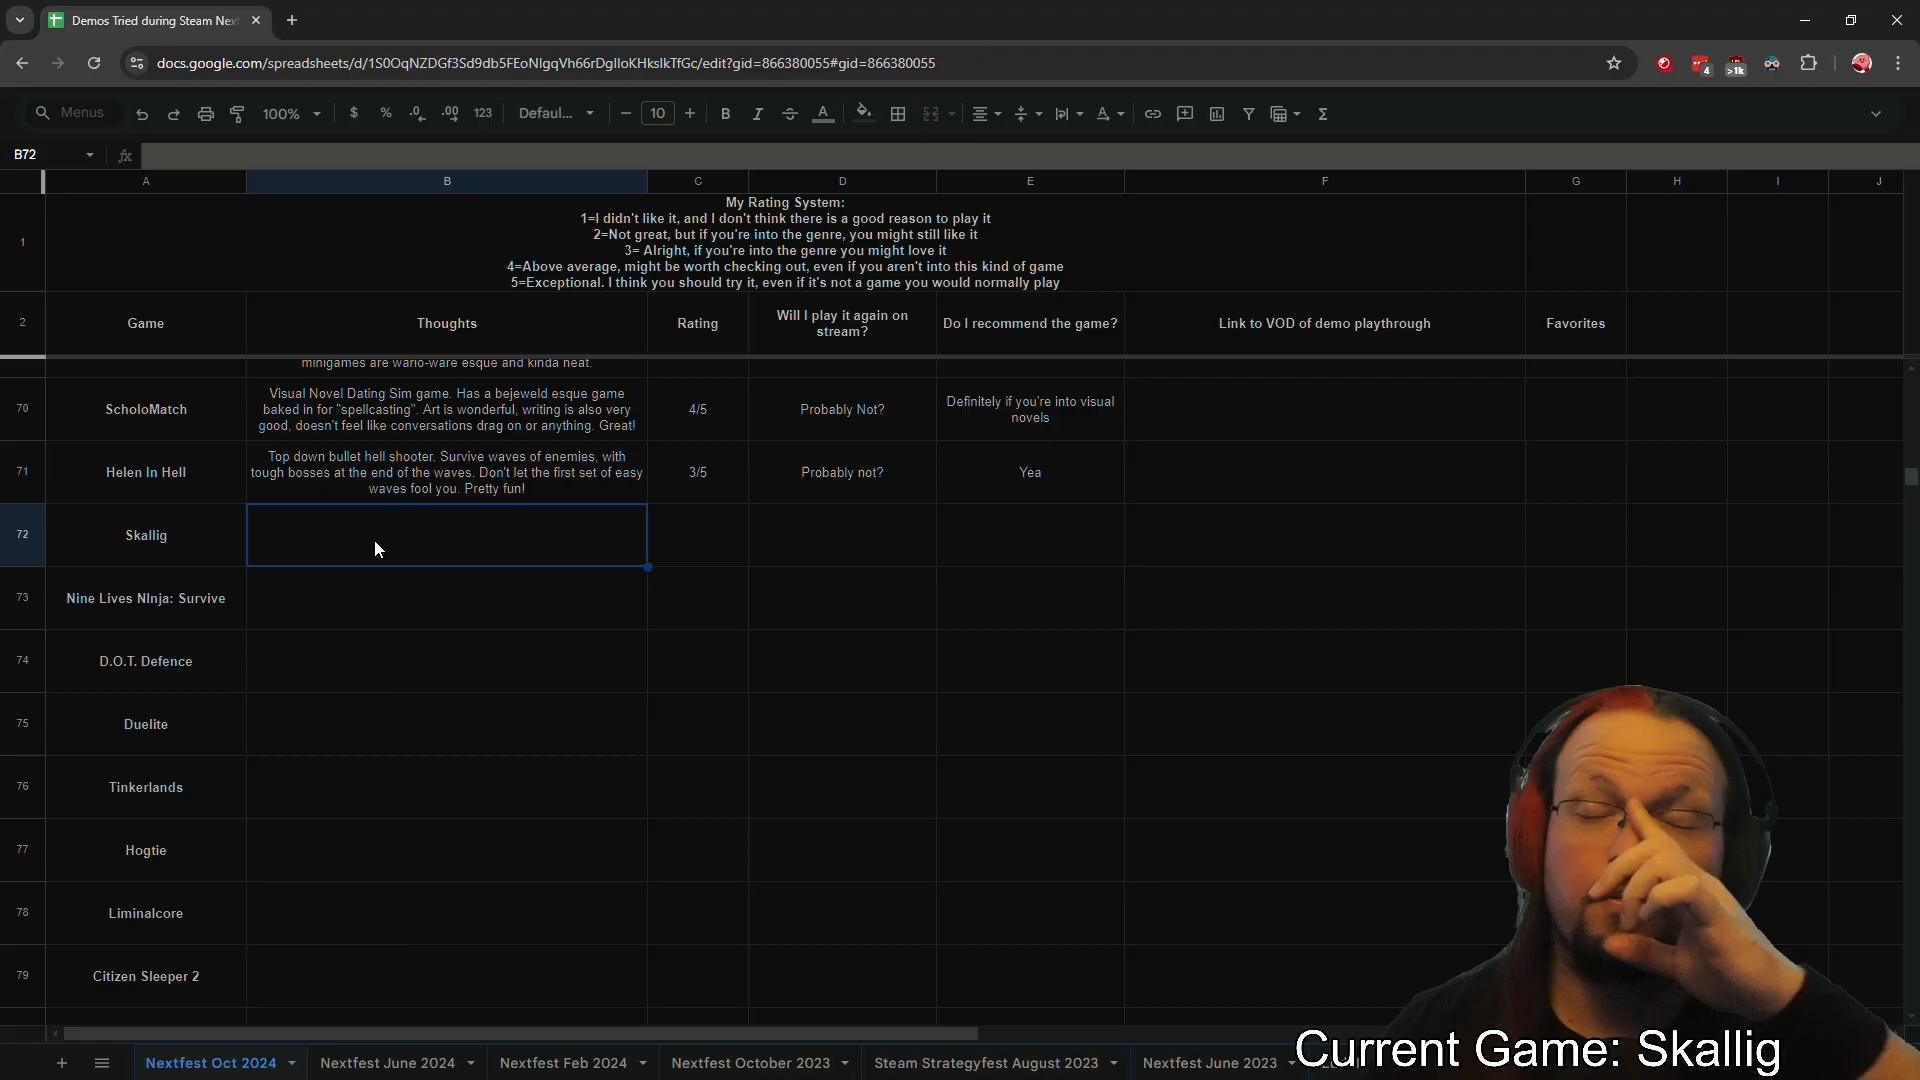 Demos Tried during Steam Nex
docs.google.com/spreadsheets/d/1S0OqNZDGf3Sd9db5FEoNlgqVh66rDglloKHkslkTfGc/edit?gid=866380055#gid=866380055
4
>1k
Menus
100%
$
%
.0
.00
123
Defaul...
10
B
I
A
Σ
B72
fx
A B C D E F G H I J
1
My Rating System:
1=I didn't like it, and I don't think there is a good reason to play it
2=Not great, but if you're into the genre, you might still like it
3= Alright, if you're into the genre you might love it
4=Above average, might be worth checking out, even if you aren't into this kind of game
5=Exceptional. I think you should try it, even if it's not a game you would normally play
2
Game
Thoughts
Rating
Will I play it again on
stream?
Do I recommend the game?
Link to VOD of demo playthrough
Favorites
minigames are wario-ware esque and kinda neat.
70
ScholoMatch
Visual Novel Dating Sim game. Has a bejeweld esque game
baked in for "spellcasting". Art is wonderful, writing is also very
good, doesn't feel like conversations drag on or anything. Great!
4/5
Probably Not?
Definitely if you're into visual
novels
71
Helen In Hell
Top down bullet hell shooter. Survive waves of enemies, with
tough bosses at the end of the waves. Don't let the first set of easy
waves fool you. Pretty fun!
3/5
Probably not?
Yea
72
Skallig
73
Nine Lives NInja: Survive
74
D.O.T. Defence
75
Duelite
76
Tinkerlands
77
Hogtie
78
Liminalcore
79
Citizen Sleeper 2
Nextfest Oct 2024
Nextfest June 2024
Nextfest Feb 2024
Nextfest October 2023
Steam Strategyfest August 2023
Nextfest June 2023
Current Game: Skallig